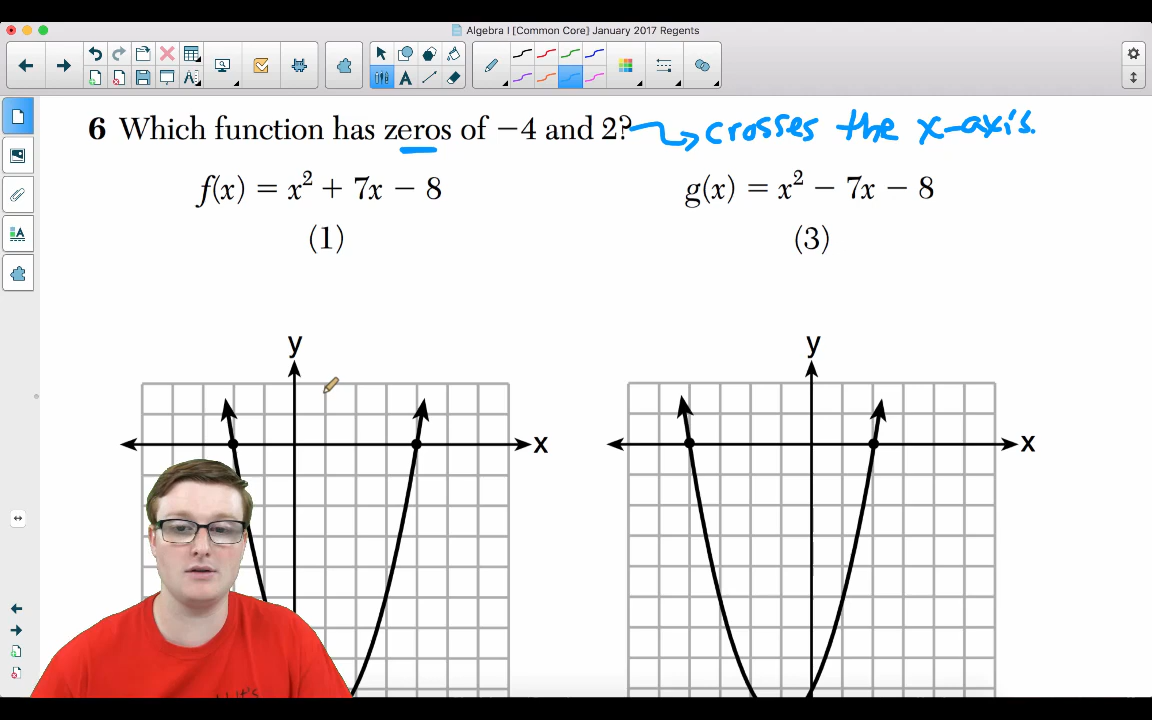 Algebra I [Common Core] January 2017 Regents
6 Which function has zeros of −4 and 2? crosses the x-axis.
f(x) = x² + 7x − 8
g(x) = x² − 7x − 8
(1)
(3)
y
y
x
x